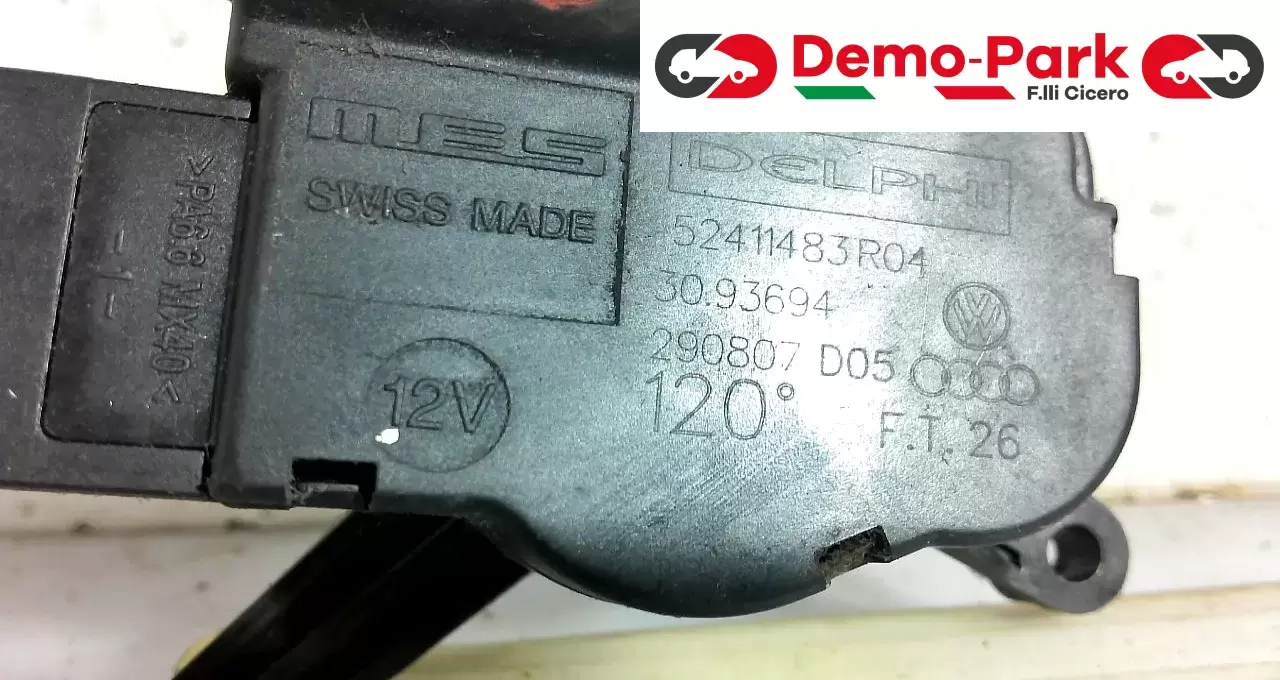 Demo-Park
F.lli Cicero
MES
SWISS MADE
DELPHI
52411483R04
30.93694
290807 D05
120°
F.T. 26
12V
>PA6.6 MX40<
-1-